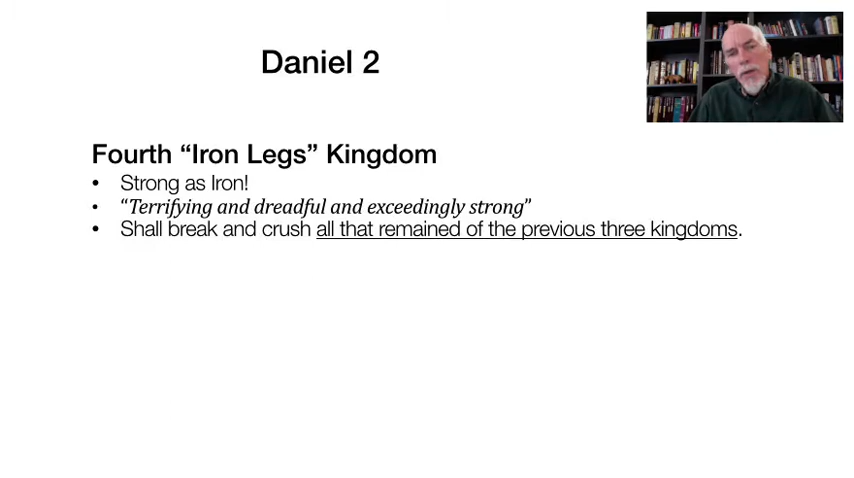 Daniel 2
Fourth “Iron Legs” Kingdom
• Strong as Iron!
• “Terrifying and dreadful and exceedingly strong”
• Shall break and crush all that remained of the previous three kingdoms.